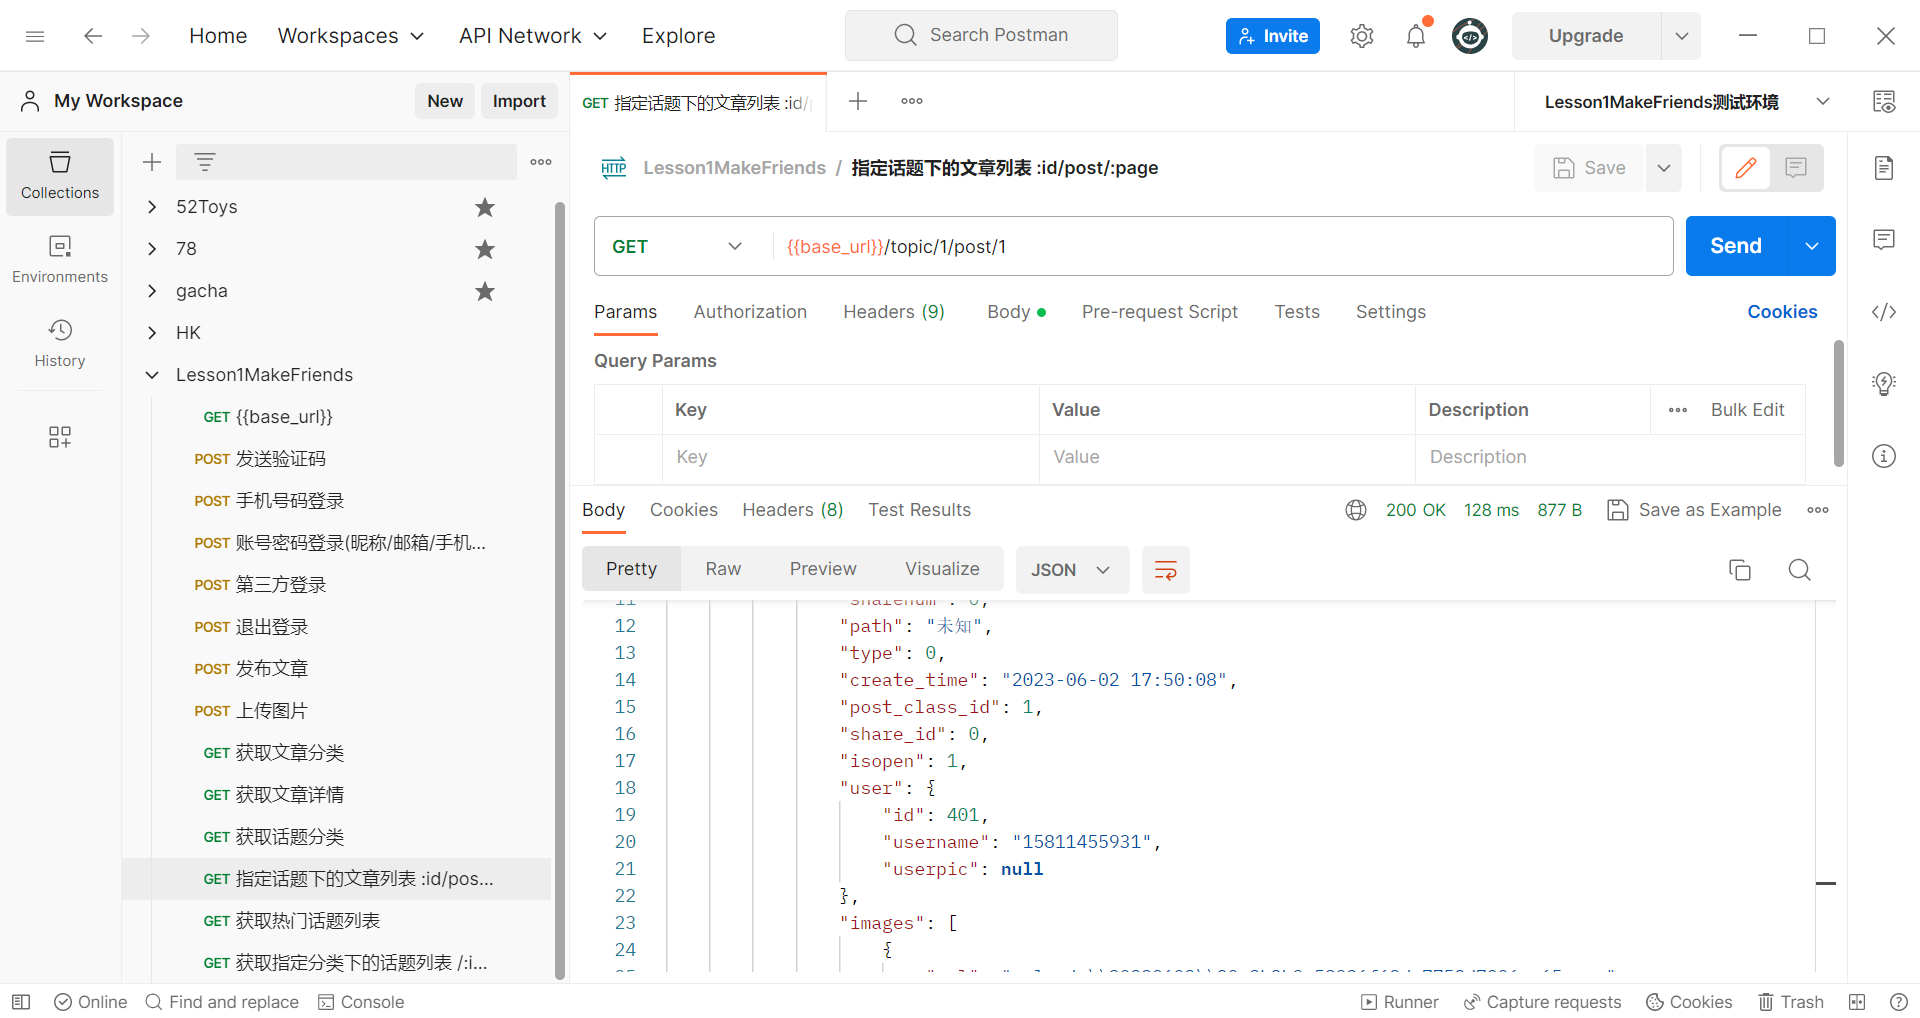 Home
Workspaces
API Network
Explore
Search Postman
Invite
Upgrade
My Workspace
New
Import
GET 指定话题下的文章列表 :id/
Lesson1MakeFriends测试环境
Collections
Environments
History
52Toys
78
gacha
HK
Lesson1MakeFriends
GET {{base_url}}
POST 发送验证码
POST 手机号码登录
POST 账号密码登录(昵称/邮箱/手机...
POST 第三方登录
POST 退出登录
POST 发布文章
POST 上传图片
GET 获取文章分类
GET 获取文章详情
GET 获取话题分类
GET 指定话题下的文章列表 :id/pos...
GET 获取热门话题列表
GET 获取指定分类下的话题列表 /:i...
HTTP Lesson1MakeFriends / 指定话题下的文章列表 :id/post/:page
Save
GET
{{base_url}}/topic/1/post/1
Send
Params
Authorization
Headers (9)
Body
Pre-request Script
Tests
Settings
Cookies
Query Params
Key
Value
Description
Bulk Edit
Key
Value
Description
Body
Cookies
Headers (8)
Test Results
200 OK
128 ms
877 B
Save as Example
Pretty
Raw
Preview
Visualize
JSON
11 "sharenum": 0,
12 "path": "未知",
13 "type": 0,
14 "create_time": "2023-06-02 17:50:08",
15 "post_class_id": 1,
16 "share_id": 0,
17 "isopen": 1,
18 "user": {
19 "id": 401,
20 "username": "15811455931",
21 "userpic": null
22 },
23 "images": [
24 {
Online
Find and replace
Console
Runner
Capture requests
Cookies
Trash